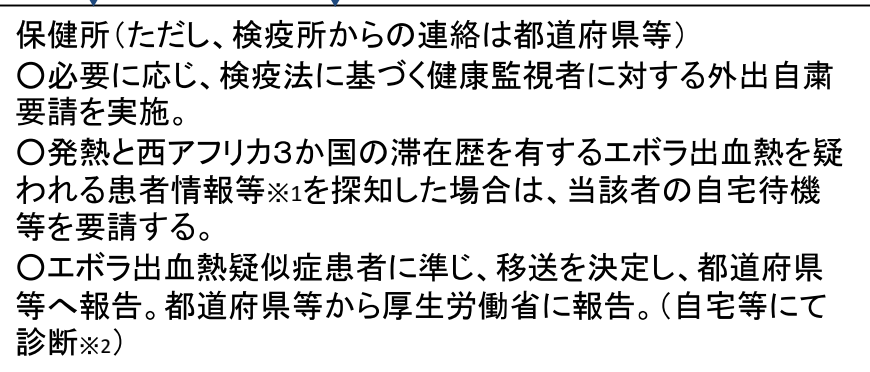 保健所（ただし、検疫所からの連絡は都道府県等）
○必要に応じ、検疫法に基づく健康監視者に対する外出自粛
要請を実施。
○発熱と西アフリカ３か国の滞在歴を有するエボラ出血熱を疑
われる患者情報等※1を探知した場合は、当該者の自宅待機
等を要請する。
○エボラ出血熱疑似症患者に準じ、移送を決定し、都道府県
等へ報告。都道府県等から厚生労働省に報告。（自宅等にて
診断※2）